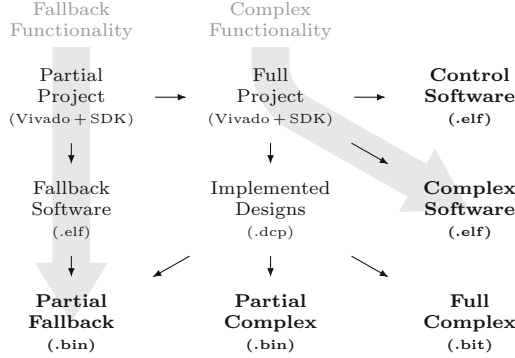 Fallback
Functionality
Complex
Functionality
Partial
Project
(Vivado + SDK)
Full
Project
(Vivado + SDK)
Control
Software
(.elf)
Fallback
Software
(.elf)
Implemented
Designs
(.dcp)
Complex
Software
(.elf)
Partial
Fallback
(.bin)
Partial
Complex
(.bin)
Full
Complex
(.bit)